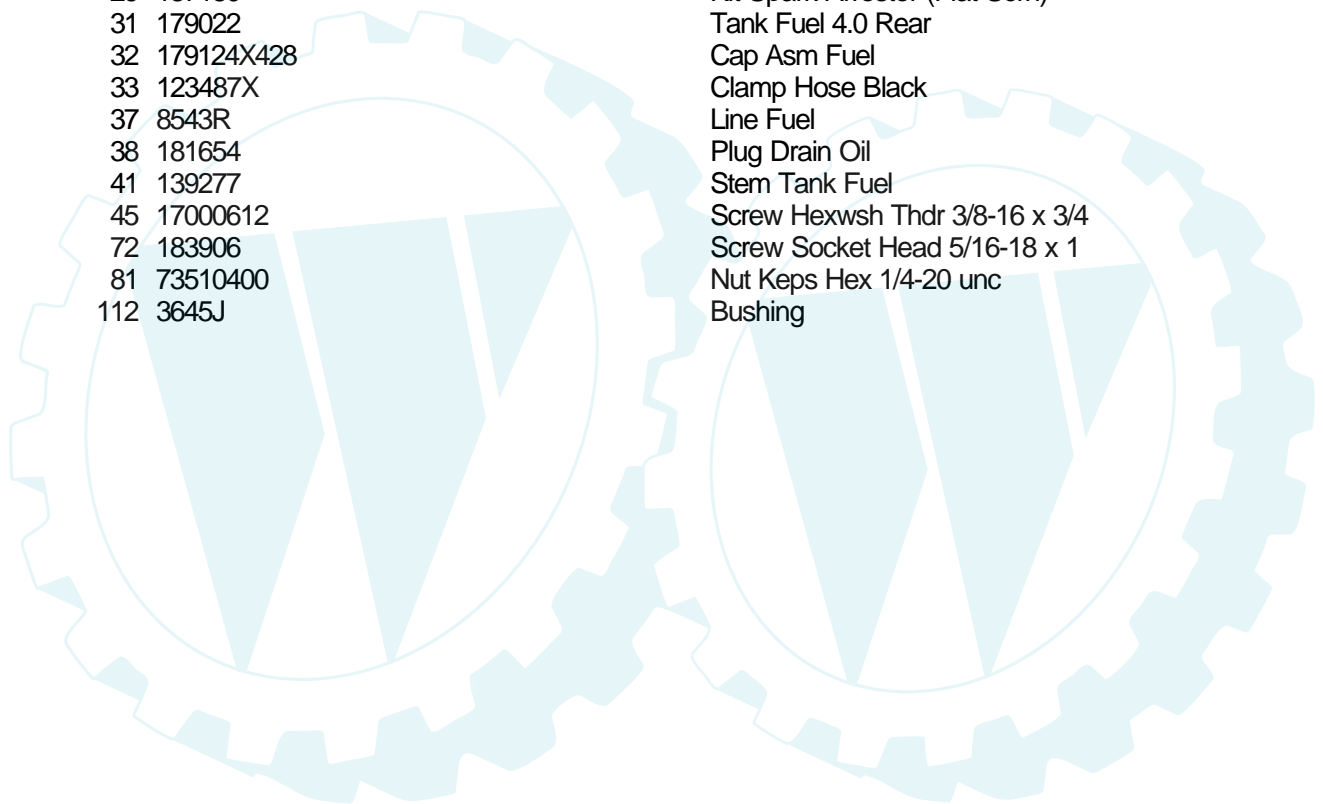 31 179022 Tank Fuel 4.0 Rear
32 179124X428 Cap Asm Fuel
33 123487X Clamp Hose Black
37 8543R Line Fuel
38 181654 Plug Drain Oil
41 139277 Stem Tank Fuel
45 17000612 Screw Hexwsh Thdr 3/8-16 x 3/4
72 183906 Screw Socket Head 5/16-18 x 1
81 73510400 Nut Keps Hex 1/4-20 unc
112 3645J Bushing